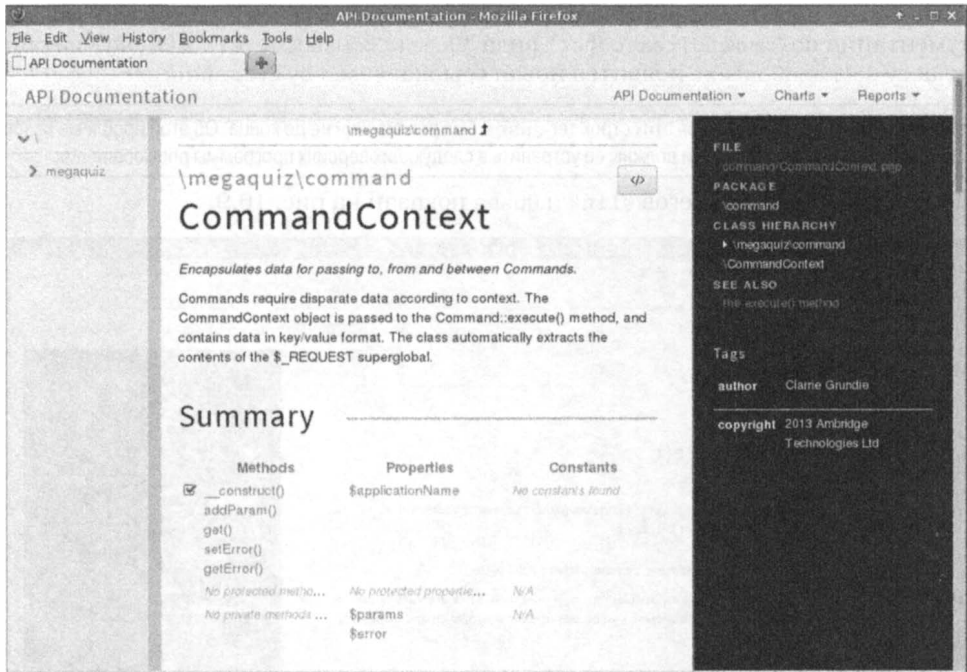 API Documentation - Mozilla Firefox
File Edit View History Bookmarks Tools Help
API Documentation
API Documentation
API Documentation Charts Reports
\
megaquiz
\megaquiz\command
\megaquiz\command
</>
CommandContext
Encapsulates data for passing to, from and between Commands.
Commands require disparate data according to context. The
CommandContext object is passed to the Command::execute() method, and
contains data in key/value format. The class automatically extracts the
contents of the $_REQUEST superglobal.
Summary
Methods Properties Constants
__construct() $applicationName No constants found
addParam()
get()
setError()
getError()
No protected metho... No protected propertie... N/A
No private methods ... $params N/A
$error
FILE
command/CommandContext.php
PACKAGE
\command
CLASS HIERARCHY
\megaquiz\command
\CommandContext
SEE ALSO
the execute() method
Tags
author Clarrie Grundie
copyright 2013 Ambridge
Technologies Ltd